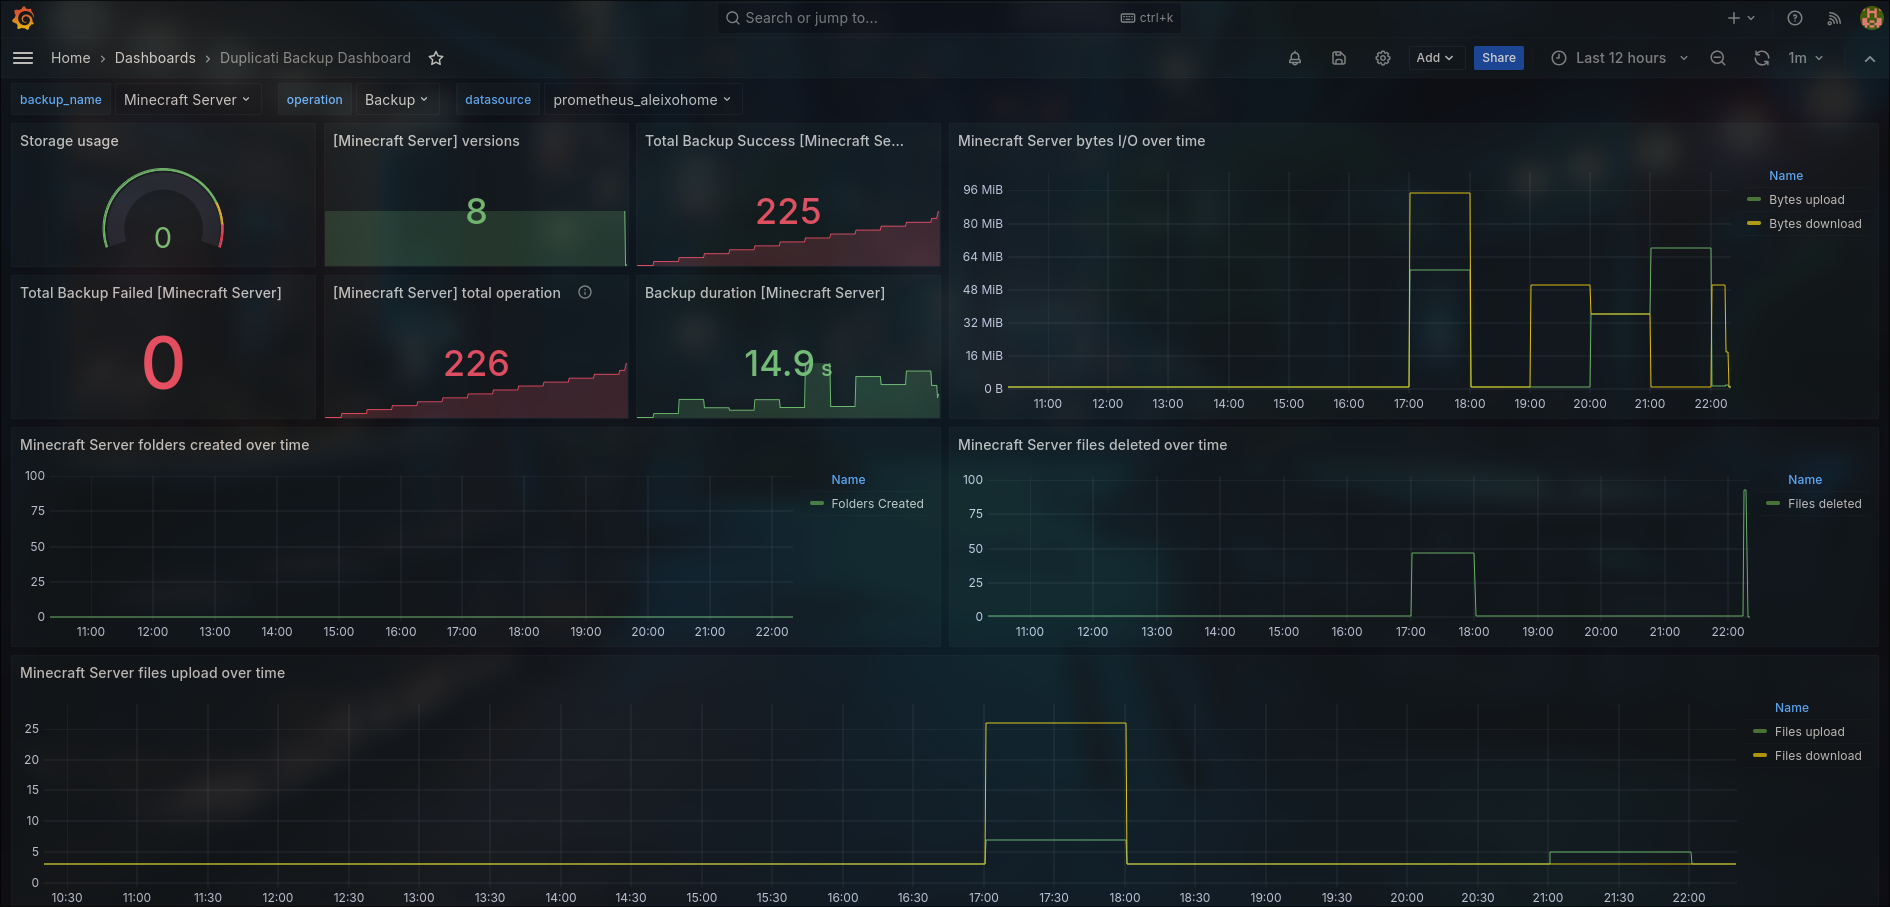 Search or jump to...
ctrl+k
Home › Dashboards › Duplicati Backup Dashboard
Add
Share
Last 12 hours
1m
backup_name Minecraft Server
operation Backup
datasource prometheus_aleixohome
Storage usage
0
[Minecraft Server] versions
8
Total Backup Success [Minecraft Se...
225
Minecraft Server bytes I/O over time
96 MiB
80 MiB
64 MiB
48 MiB
32 MiB
16 MiB
0 B
11:00 12:00 13:00 14:00 15:00 16:00 17:00 18:00 19:00 20:00 21:00 22:00
Name
Bytes upload
Bytes download
Total Backup Failed [Minecraft Server]
0
[Minecraft Server] total operation
226
Backup duration [Minecraft Server]
14.9 s
Minecraft Server folders created over time
100
75
50
25
0
11:00 12:00 13:00 14:00 15:00 16:00 17:00 18:00 19:00 20:00 21:00 22:00
Name
Folders Created
Minecraft Server files deleted over time
100
75
50
25
0
11:00 12:00 13:00 14:00 15:00 16:00 17:00 18:00 19:00 20:00 21:00 22:00
Name
Files deleted
Minecraft Server files upload over time
25
20
15
10
5
0
10:30 11:00 11:30 12:00 12:30 13:00 13:30 14:00 14:30 15:00 15:30 16:00 16:30 17:00 17:30 18:00 18:30 19:00 19:30 20:00 20:30 21:00 21:30 22:00
Name
Files upload
Files download